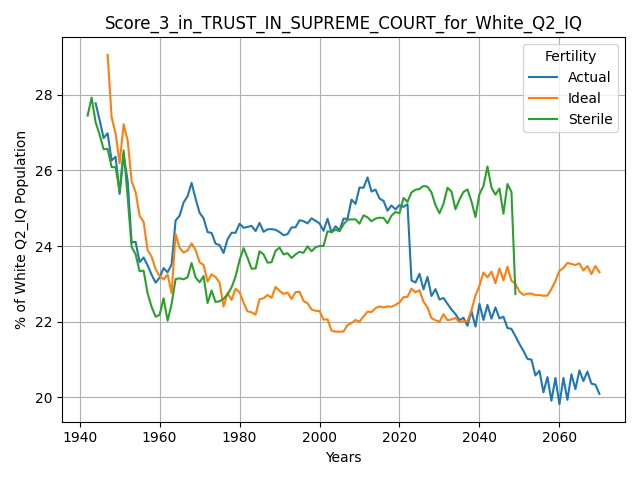 Score_3_in_TRUST_IN_SUPREME_COURT_for_White_Q2_IQ
% of White Q2_IQ Population
28
26
24
22
20
Fertility
Actual
Ideal
Sterile
1940 1960 1980 2000 2020 2040 2060
Years